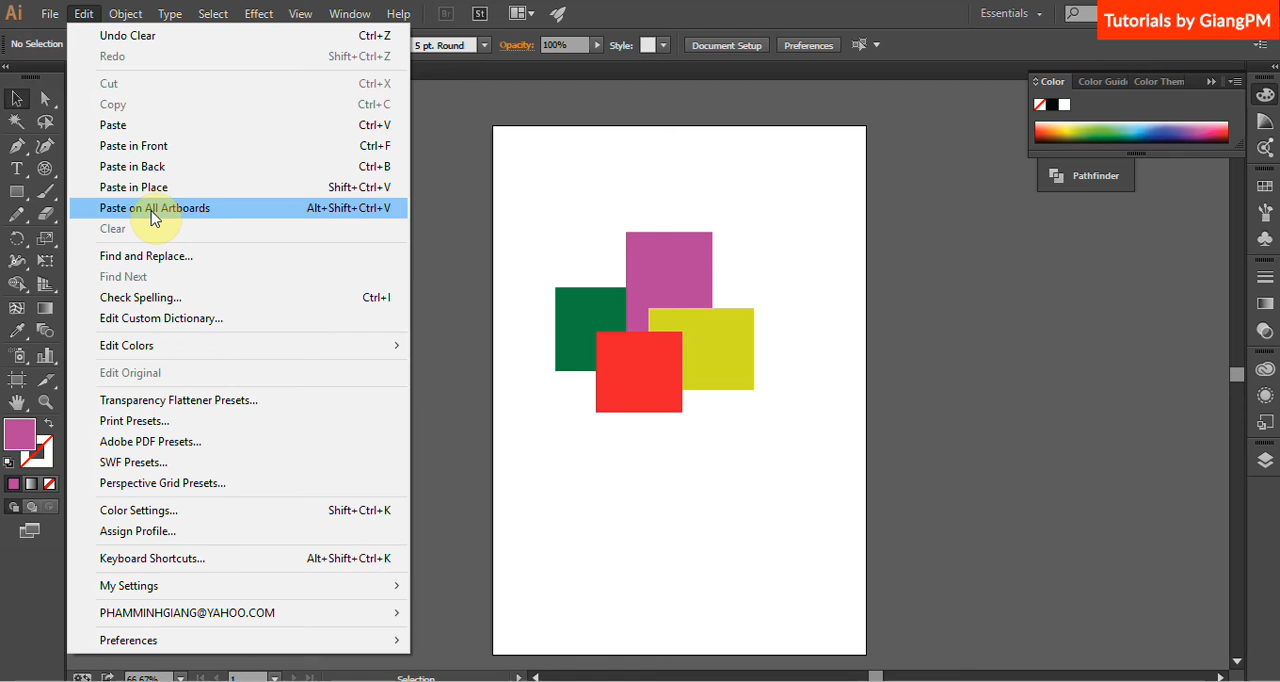 Ai File Edit Object Type Select Effect View Window Help Br St Essentials
Tutorials by GiangPM
No Selection 5 pt. Round Opacity: 100% Style: Document Setup Preferences
Undo Clear Ctrl+Z
Redo Shift+Ctrl+Z
Cut Ctrl+X
Copy Ctrl+C
Paste Ctrl+V
Paste in Front Ctrl+F
Paste in Back Ctrl+B
Paste in Place Shift+Ctrl+V
Paste on All Artboards Alt+Shift+Ctrl+V
Clear
Find and Replace...
Find Next
Check Spelling... Ctrl+I
Edit Custom Dictionary...
Edit Colors
Edit Original
Transparency Flattener Presets...
Print Presets...
Adobe PDF Presets...
SWF Presets...
Perspective Grid Presets...
Color Settings... Shift+Ctrl+K
Assign Profile...
Keyboard Shortcuts... Alt+Shift+Ctrl+K
My Settings
PHAMMINHGIANG@YAHOO.COM
Preferences
Color Color Guide Color Them
Pathfinder
66.67% 1 Selection